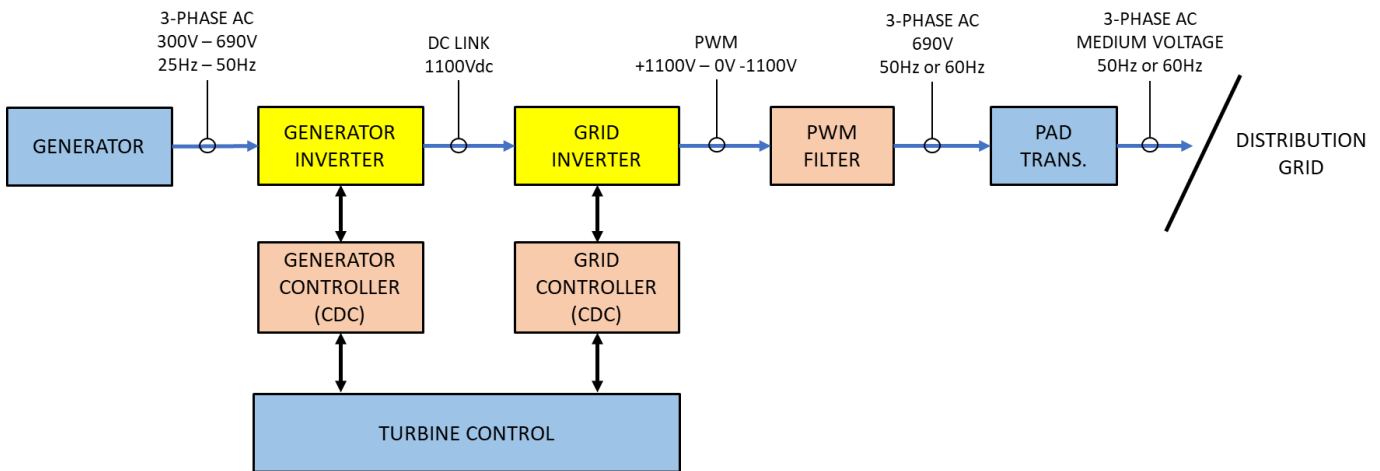 3-PHASE AC
300V – 690V
25Hz – 50Hz
DC LINK
1100Vdc
PWM
+1100V – 0V -1100V
3-PHASE AC
690V
50Hz or 60Hz
3-PHASE AC
MEDIUM VOLTAGE
50Hz or 60Hz
GENERATOR
GENERATOR
INVERTER
GRID
INVERTER
PWM
FILTER
PAD
TRANS.
DISTRIBUTION
GRID
GENERATOR
CONTROLLER
(CDC)
GRID
CONTROLLER
(CDC)
TURBINE CONTROL